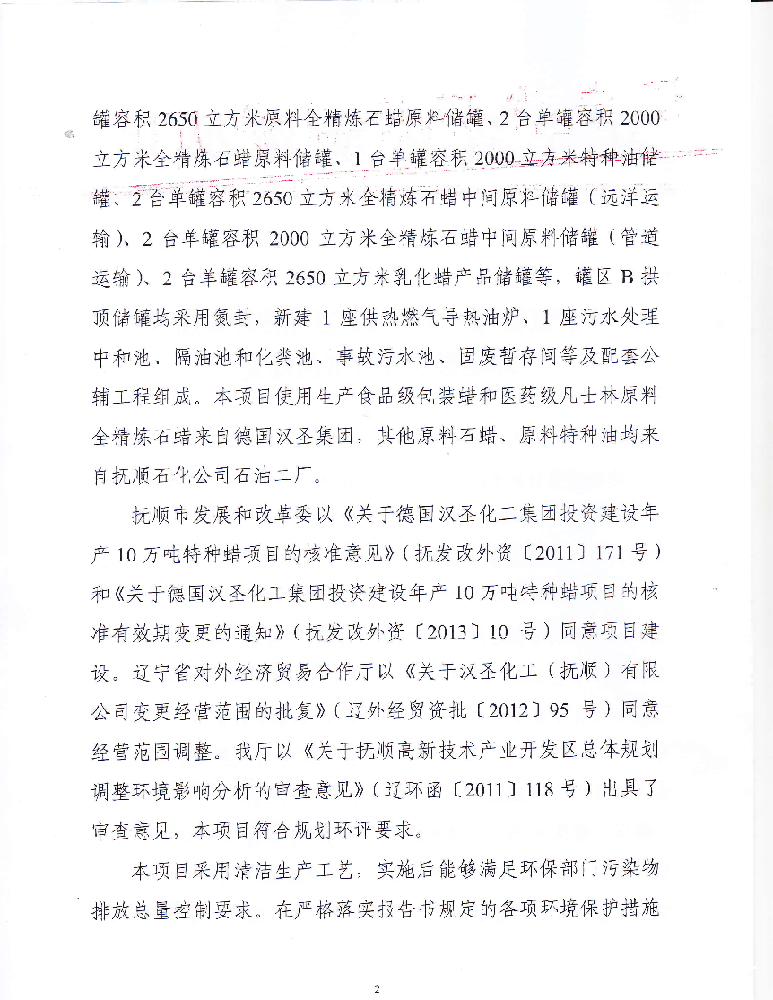 罐容积 2650 立方米原料全精炼石蜡原料储罐、2 台单罐容积 2000
立方米全精炼石蜡原料储罐、1 台单罐容积 2000 立方米特种油储
罐、2 台单罐容积 2650 立方米全精炼石蜡中间原料储罐（远洋运
输）、2 台单罐容积 2000 立方米全精炼石蜡中间原料储罐（管道
运输）、2 台单罐容积 2650 立方米乳化蜡产品储罐等，罐区 B 拱
顶储罐均采用氮封，新建 1 座供热燃气导热油炉、1 座污水处理
中和池、隔油池和化粪池、事故污水池、固废暂存间等及配套公
辅工程组成。本项目使用生产食品级包装蜡和医药级凡士林原料
全精炼石蜡来自德国汉圣集团，其他原料石蜡、原料特种油均来
自抚顺石化公司石油二厂。
抚顺市发展和改革委以《关于德国汉圣化工集团投资建设年
产 10 万吨特种蜡项目的核准意见》（抚发改外资〔2011〕171 号）
和《关于德国汉圣化工集团投资建设年产 10 万吨特种蜡项目的核
准有效期变更的通知》（抚发改外资〔2013〕10 号）同意项目建
设。辽宁省对外经济贸易合作厅以《关于汉圣化工（抚顺）有限
公司变更经营范围的批复》（辽外经贸资批〔2012〕95 号）同意
经营范围调整。我厅以《关于抚顺高新技术产业开发区总体规划
调整环境影响分析的审查意见》（辽环函〔2011〕118 号）出具了
审查意见，本项目符合规划环评要求。
本项目采用清洁生产工艺，实施后能够满足环保部门污染物
排放总量控制要求。在严格落实报告书规定的各项环境保护措施
2